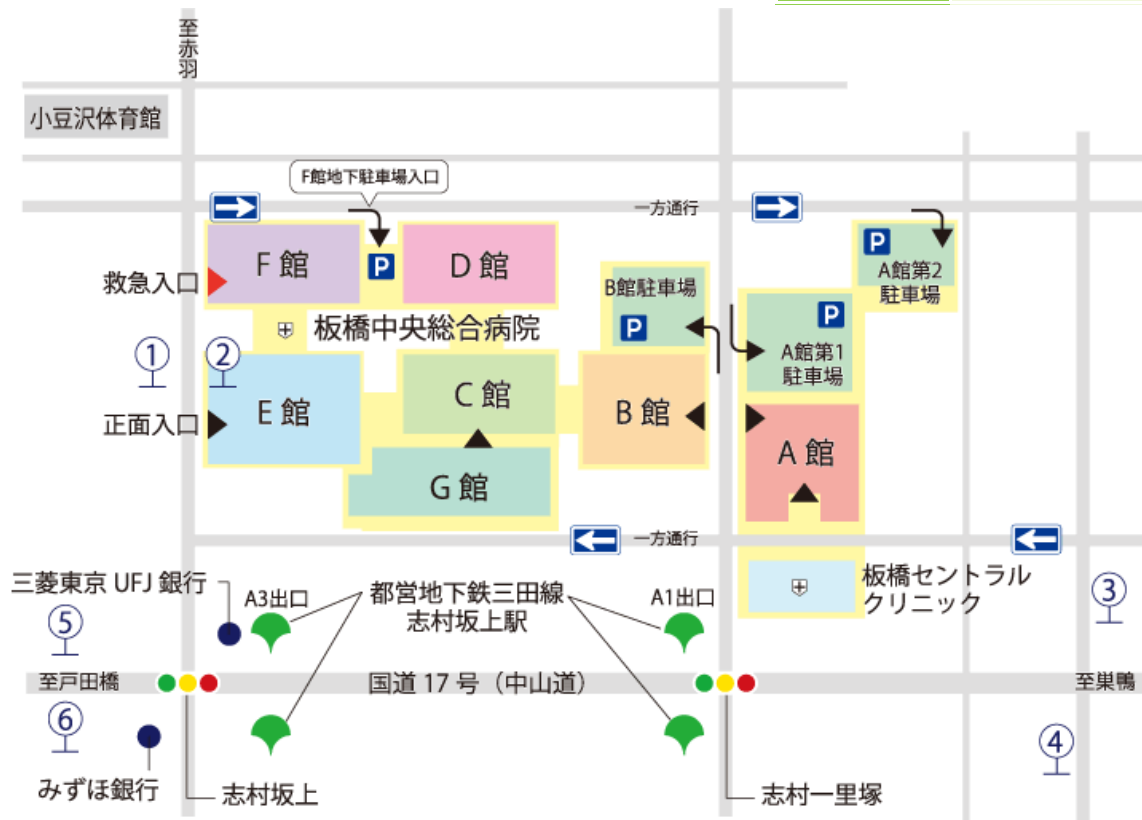 至赤羽
小豆沢体育館
F館地下駐車場入口
一方通行
F館
P
D館
P
A館第2
駐車場
救急入口
B館駐車場
P
P
A館第1
駐車場
板橋中央総合病院
①
②
E館
C館
B館
A館
正面入口
G館
一方通行
三菱東京UFJ銀行
A3出口
都営地下鉄三田線
志村坂上駅
A1出口
板橋セントラル
クリニック
③
⑤
至戸田橋
国道17号（中山道）
至巣鴨
⑥
④
みずほ銀行
志村坂上
志村一里塚